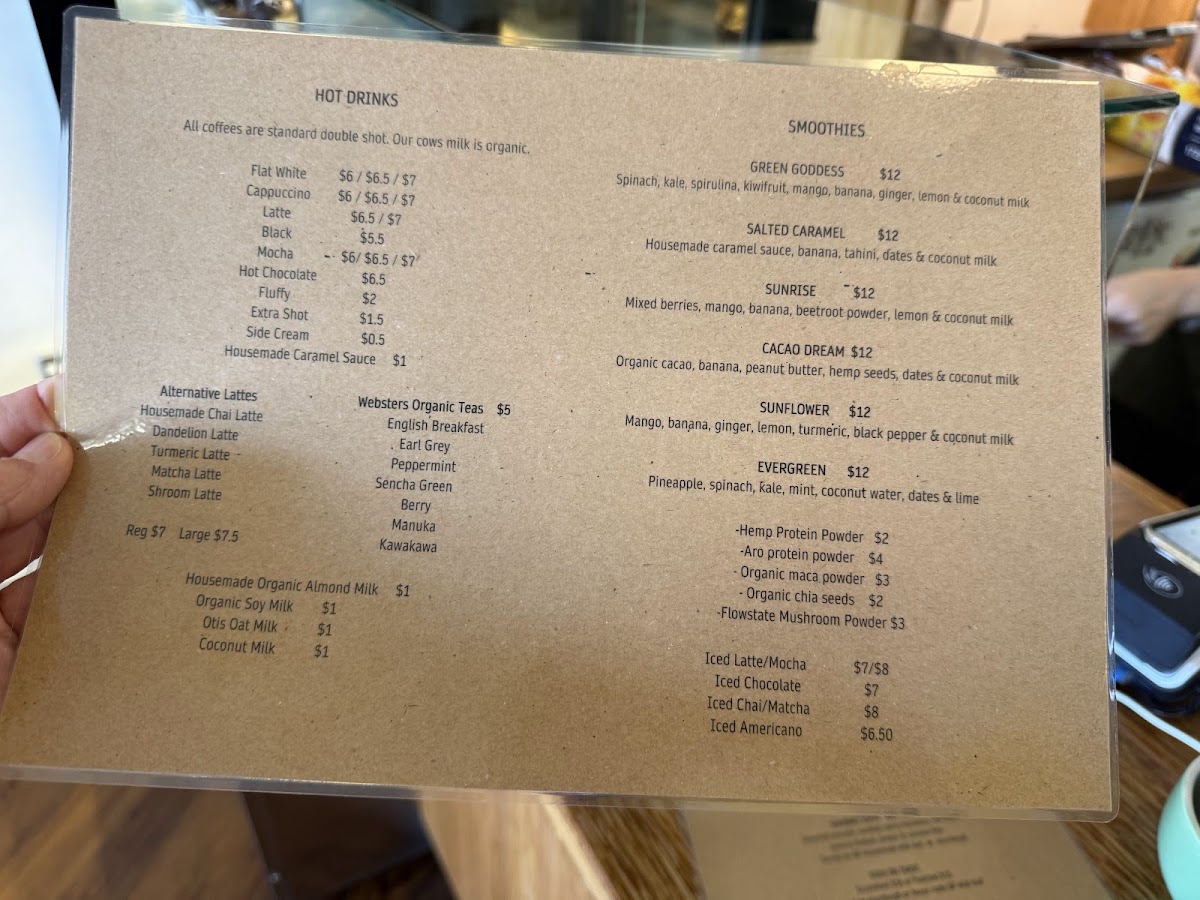 HOT DRINKS
All coffees are standard double shot. Our cows milk is organic.
Flat White $6 / $6.5 / $7
Cappuccino $6 / $6.5 / $7
Latte $6.5 / $7
Black $5.5
Mocha $6/ $6.5 / $7
Hot Chocolate $6.5
Fluffy $2
Extra Shot $1.5
Side Cream $0.5
Housemade Caramel Sauce $1
Alternative Lattes
Housemade Chai Latte
Dandelion Latte
Turmeric Latte
Matcha Latte
Shroom Latte
Reg $7 Large $7.5
Websters Organic Teas $5
English Breakfast
Earl Grey
Peppermint
Sencha Green
Berry
Manuka
Kawakawa
Housemade Organic Almond Milk $1
Organic Soy Milk $1
Otis Oat Milk $1
Coconut Milk $1
SMOOTHIES
GREEN GODDESS $12
Spinach, kale, spirulina, kiwifruit, mango, banana, ginger, lemon & coconut milk
SALTED CARAMEL $12
Housemade caramel sauce, banana, tahini, dates & coconut milk
SUNRISE $12
Mixed berries, mango, banana, beetroot powder, lemon & coconut milk
CACAO DREAM $12
Organic cacao, banana, peanut butter, hemp seeds, dates & coconut milk
SUNFLOWER $12
Mango, banana, ginger, lemon, turmeric, black pepper & coconut milk
EVERGREEN $12
Pineapple, spinach, kale, mint, coconut water, dates & lime
-Hemp Protein Powder $2
-Aro protein powder $4
- Organic maca powder $3
- Organic chia seeds $2
-Flowstate Mushroom Powder $3
Iced Latte/Mocha $7/$8
Iced Chocolate $7
Iced Chai/Matcha $8
Iced Americano $6.50